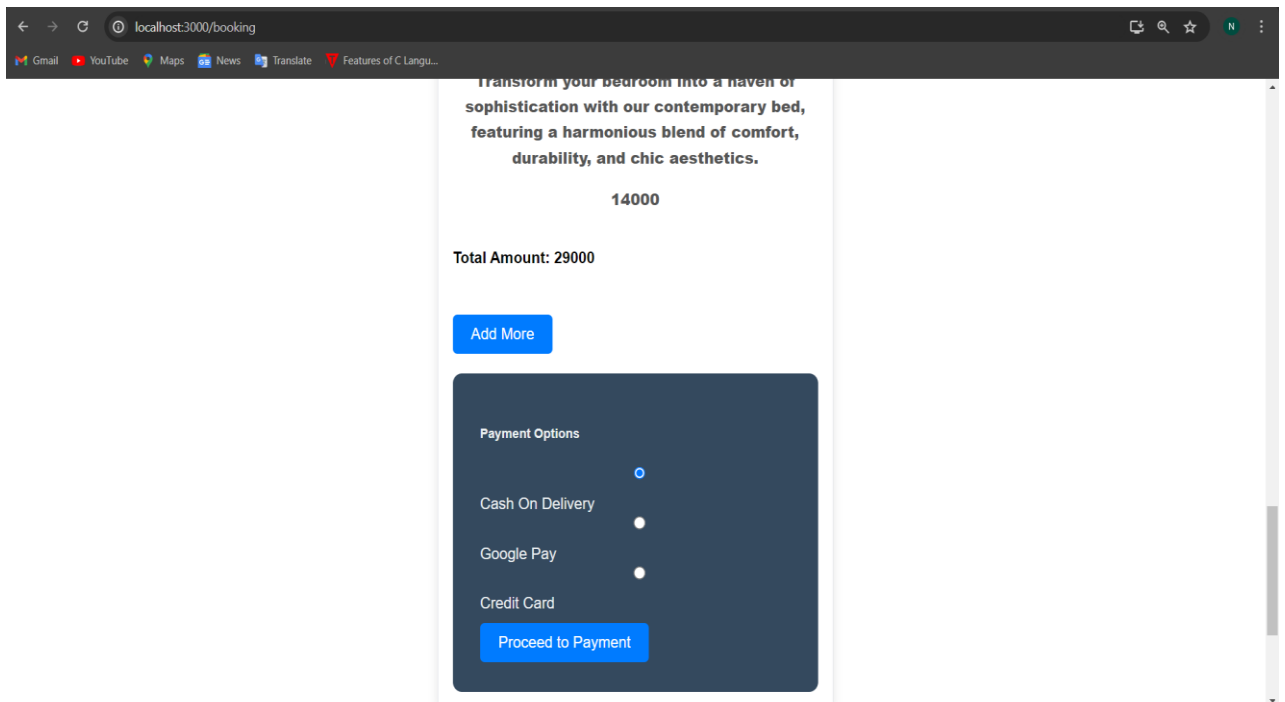 localhost:3000/booking
N
Gmail YouTube Maps GE News Translate Features of C Langu...
Transform your bedroom into a haven of
sophistication with our contemporary bed,
featuring a harmonious blend of comfort,
durability, and chic aesthetics.
14000
Total Amount: 29000
Add More
Payment Options
Cash On Delivery
Google Pay
Credit Card
Proceed to Payment